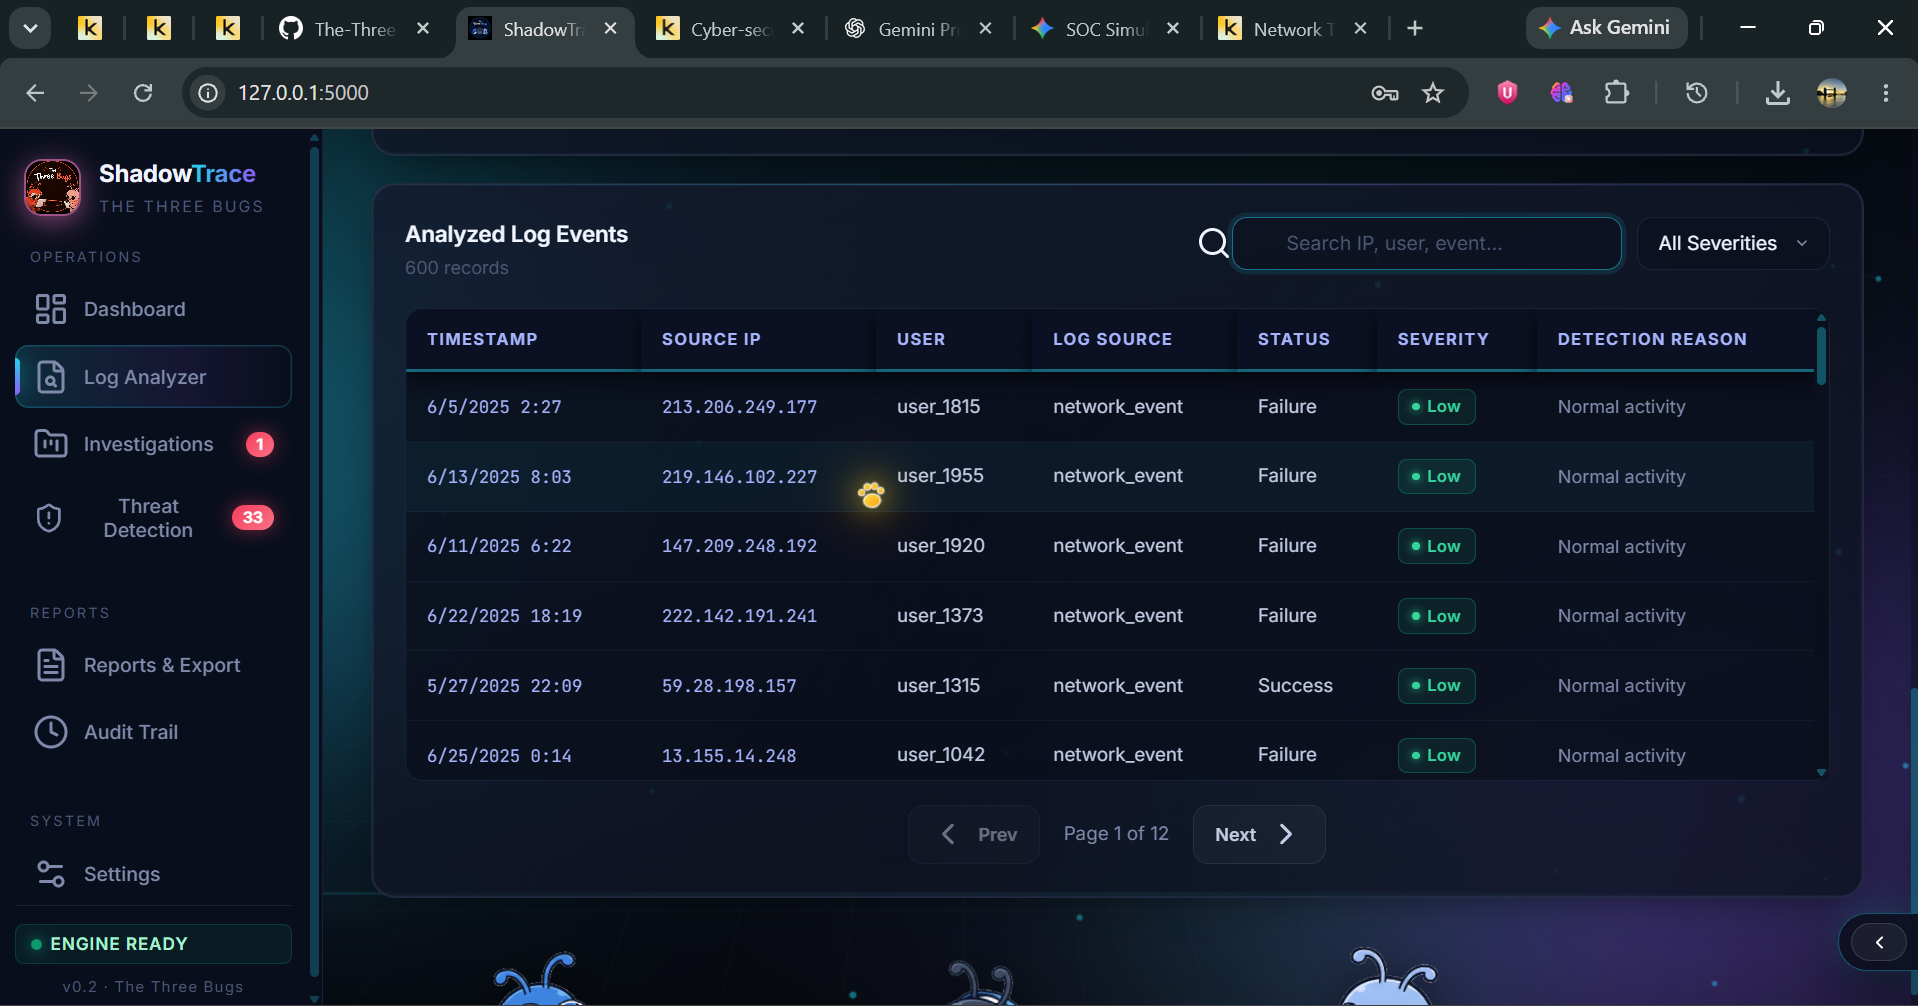 The-Three
ShadowTr
Cyber-sec
Gemini Pr
SOC Simul
Network T
Ask Gemini
127.0.0.1:5000
ShadowTrace
THE THREE BUGS
OPERATIONS
Dashboard
Log Analyzer
Investigations 1
Threat
Detection 33
REPORTS
Reports & Export
Audit Trail
SYSTEM
Settings
ENGINE READY
v0.2 · The Three Bugs
Analyzed Log Events
600 records
Search IP, user, event...
All Severities
TIMESTAMP SOURCE IP USER LOG SOURCE STATUS SEVERITY DETECTION REASON
6/5/2025 2:27 213.206.249.177 user_1815 network_event Failure Low Normal activity
6/13/2025 8:03 219.146.102.227 user_1955 network_event Failure Low Normal activity
6/11/2025 6:22 147.209.248.192 user_1920 network_event Failure Low Normal activity
6/22/2025 18:19 222.142.191.241 user_1373 network_event Failure Low Normal activity
5/27/2025 22:09 59.28.198.157 user_1315 network_event Success Low Normal activity
6/25/2025 0:14 13.155.14.248 user_1042 network_event Failure Low Normal activity
Prev Page 1 of 12 Next